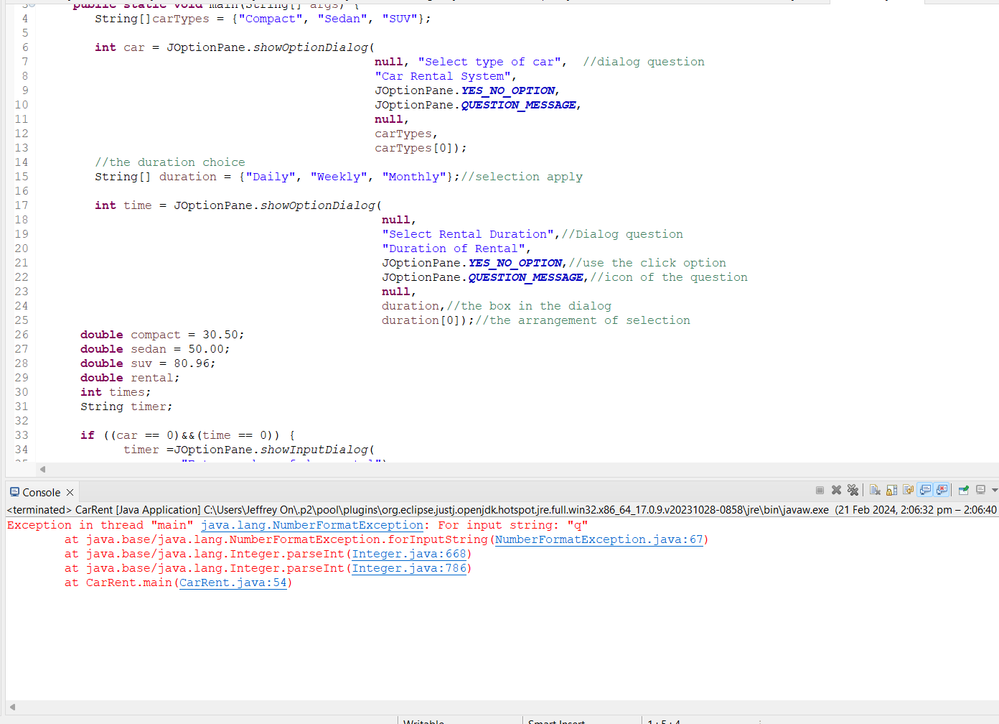 public static void main(String[] args) {
4 String[]carTypes = {"Compact", "Sedan", "SUV"};
5
6 int car = JOptionPane.showOptionDialog(
7 null, "Select type of car", //dialog question
8 "Car Rental System",
9 JOptionPane.YES_NO_OPTION,
10 JOptionPane.QUESTION_MESSAGE,
11 null,
12 carTypes,
13 carTypes[0]);
14 //the duration choice
15 String[] duration = {"Daily", "Weekly", "Monthly"};//selection apply
16
17 int time = JOptionPane.showOptionDialog(
18 null,
19 "Select Rental Duration",//Dialog question
20 "Duration of Rental",
21 JOptionPane.YES_NO_OPTION,//use the click option
22 JOptionPane.QUESTION_MESSAGE,//icon of the question
23 null,
24 duration,//the box in the dialog
25 duration[0]);//the arrangement of selection
26 double compact = 30.50;
27 double sedan = 50.00;
28 double suv = 80.96;
29 double rental;
30 int times;
31 String timer;
32
33 if ((car == 0)&&(time == 0)) {
34 timer =JOptionPane.showInputDialog(
Console
<terminated> CarRent [Java Application] C:\Users\Jeffrey On\.p2\pool\plugins\org.eclipse.justj.openjdk.hotspot.jre.full.win32.x86_64_17.0.9.v20231028-0858\jre\bin\javaw.exe (21 Feb 2024, 2:06:32 pm – 2:06:40
Exception in thread "main" java.lang.NumberFormatException: For input string: "q"
at java.base/java.lang.NumberFormatException.forInputString(NumberFormatException.java:67)
at java.base/java.lang.Integer.parseInt(Integer.java:668)
at java.base/java.lang.Integer.parseInt(Integer.java:786)
at CarRent.main(CarRent.java:54)
Writable Smart Insert 1 : 5 : 4